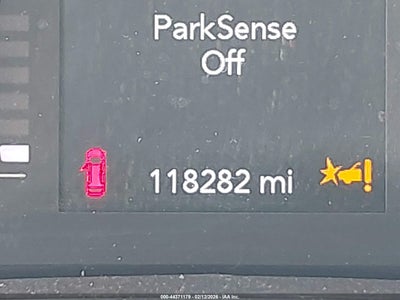 ParkSense
Off
118282 mi
000-44371179 - 02/12/2026 - IAA Inc.